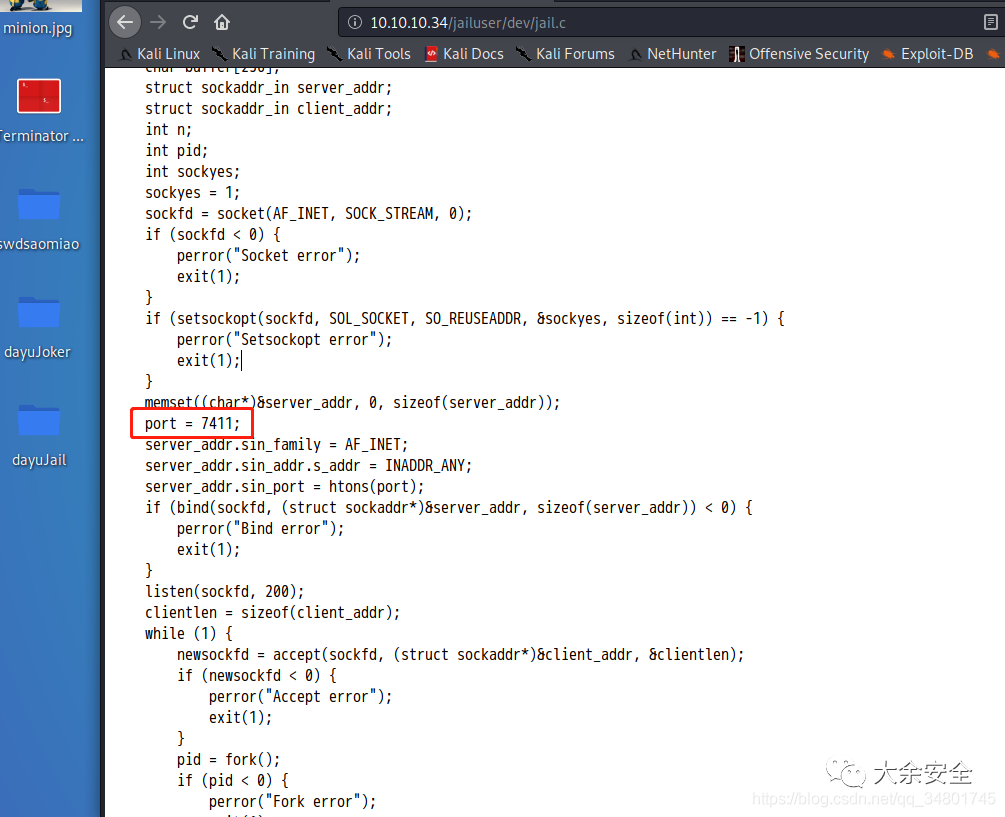 minion.jpg
Terminator ...
swdsaomiao
dayuJoker
dayuJail
10.10.10.34/jailuser/dev/jail.c
Kali Linux Kali Training Kali Tools Kali Docs Kali Forums NetHunter Offensive Security Exploit-DB
char buffer[256];
struct sockaddr_in server_addr;
struct sockaddr_in client_addr;
int n;
int pid;
int sockyes;
sockyes = 1;
sockfd = socket(AF_INET, SOCK_STREAM, 0);
if (sockfd < 0) {
    perror("Socket error");
    exit(1);
}
if (setsockopt(sockfd, SOL_SOCKET, SO_REUSEADDR, &sockyes, sizeof(int)) == -1) {
    perror("Setsockopt error");
    exit(1);
}
memset((char*)&server_addr, 0, sizeof(server_addr));
port = 7411;
server_addr.sin_family = AF_INET;
server_addr.sin_addr.s_addr = INADDR_ANY;
server_addr.sin_port = htons(port);
if (bind(sockfd, (struct sockaddr*)&server_addr, sizeof(server_addr)) < 0) {
    perror("Bind error");
    exit(1);
}
listen(sockfd, 200);
clientlen = sizeof(client_addr);
while (1) {
    newsockfd = accept(sockfd, (struct sockaddr*)&client_addr, &clientlen);
    if (newsockfd < 0) {
        perror("Accept error");
        exit(1);
    }
    pid = fork();
    if (pid < 0) {
        perror("Fork error");
大余安全
https://blog.csdn.net/qq_34801745